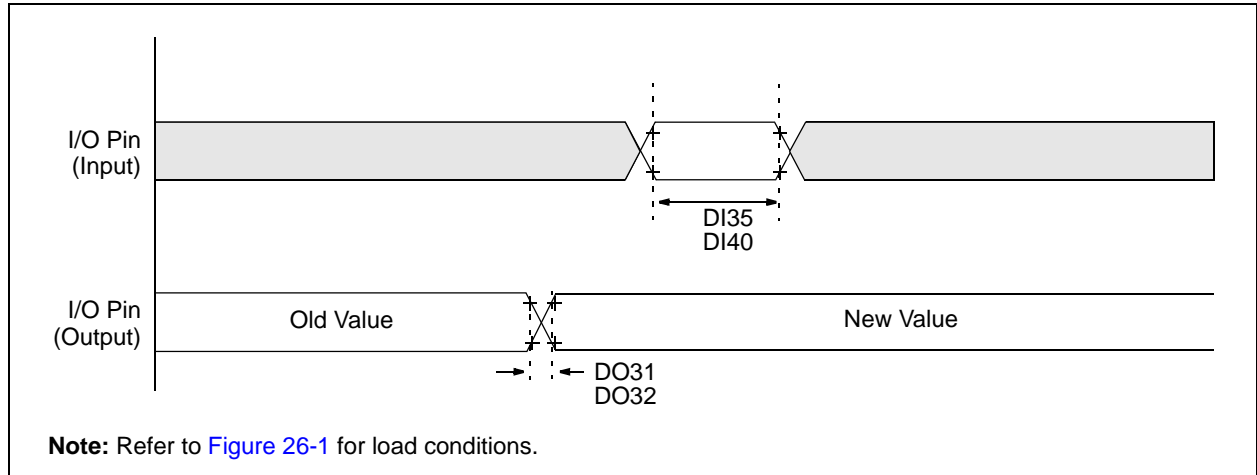 I/O Pin
(Input)
DI35
DI40
I/O Pin
(Output)
Old Value
New Value
DO31
DO32
Note: Refer to Figure 26-1 for load conditions.